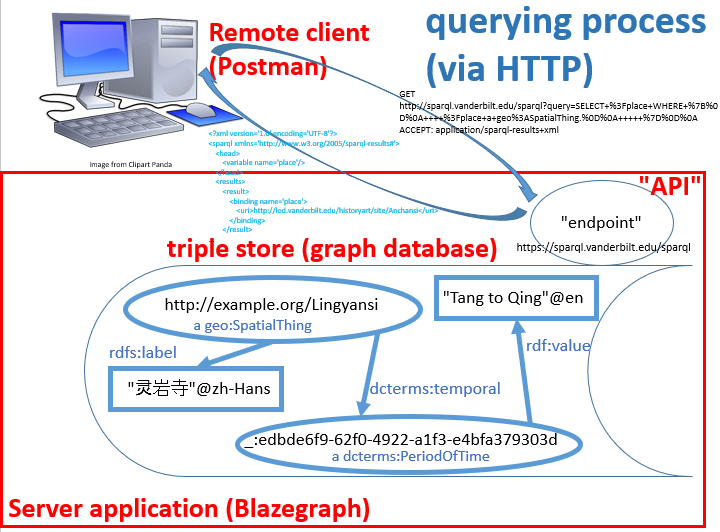 Remote client
(Postman)
querying process
(via HTTP)
GET
http://sparql.vanderbilt.edu/sparql?query=SELECT+%3Fplace+WHERE+%7B%0
D%0A++++%3Fplace+a+geo%3ASpatialThing.%0D%0A+++++%7D%0D%0A
ACCEPT: application/sparql-results+xml
<?xml version='1.0' encoding='UTF-8'?>
<sparql xmlns='http://www.w3.org/2005/sparql-results#'>
<head>
<variable name='place'/>
</head>
<results>
<result>
<binding name='place'>
<uri>http://lod.vanderbilt.edu/historyart/site/Anchansi</uri>
</binding>
</result>
Image from Clipart Panda
"API"
"endpoint"
https://sparql.vanderbilt.edu/sparql
triple store (graph database)
http://example.org/Lingyansi
a geo:SpatialThing
"Tang to Qing"@en
rdfs:label
rdf:value
"灵岩寺"@zh-Hans
dcterms:temporal
_:edbde6f9-62f0-4922-a1f3-e4bfa379303d
a dcterms:PeriodOfTime
Server application (Blazegraph)